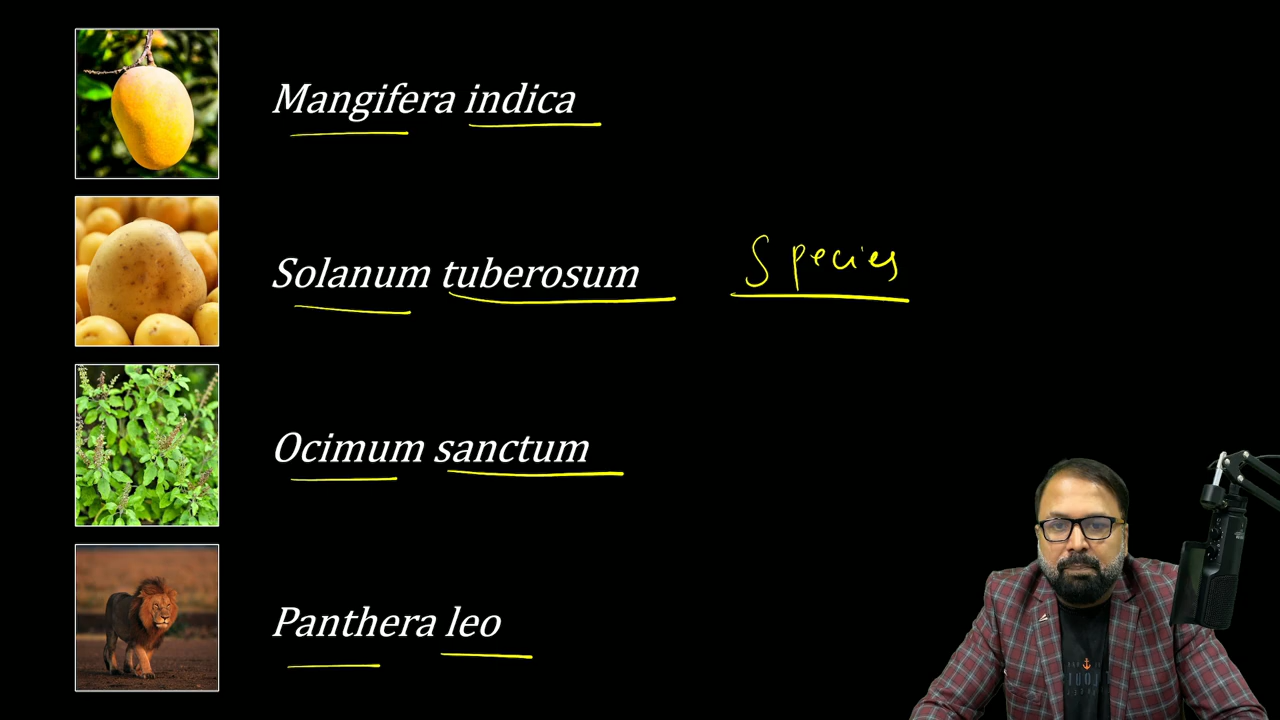 Mangifera indica
Solanum tuberosum
Species
Ocimum sanctum
Panthera leo